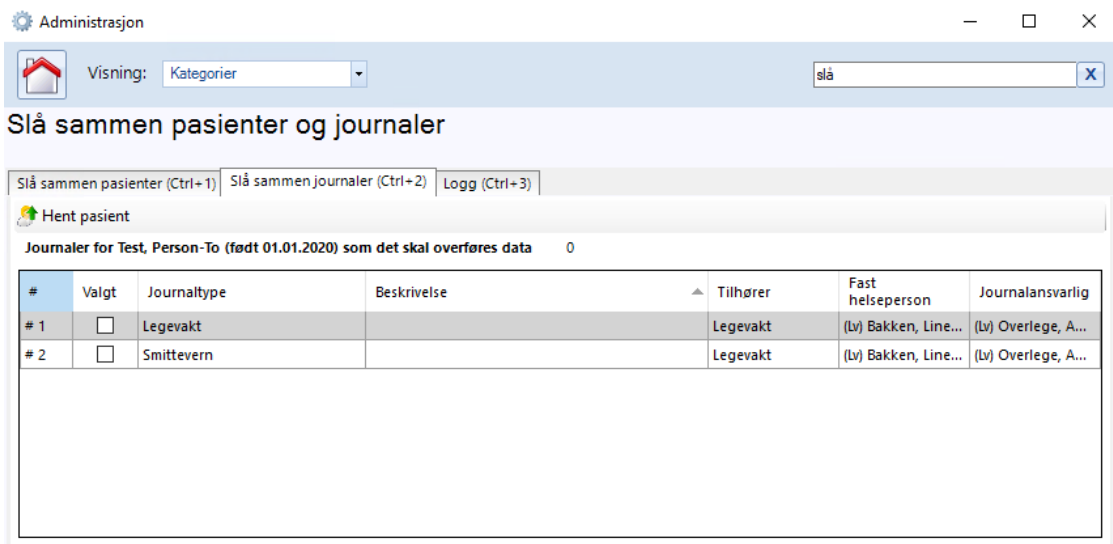 Administrasjon
Visning: Kategorier slå X
Slå sammen pasienter og journaler
Slå sammen pasienter (Ctrl+1) Slå sammen journaler (Ctrl+2) Logg (Ctrl+3)
Hent pasient
Journaler for Test, Person-To (født 01.01.2020) som det skal overføres data 0
# Valgt Journaltype Beskrivelse Tilhører Fast helseperson Journalansvarlig
# 1 Legevakt Legevakt (Lv) Bakken, Line... (Lv) Overlege, A...
# 2 Smittevern Legevakt (Lv) Bakken, Line... (Lv) Overlege, A...